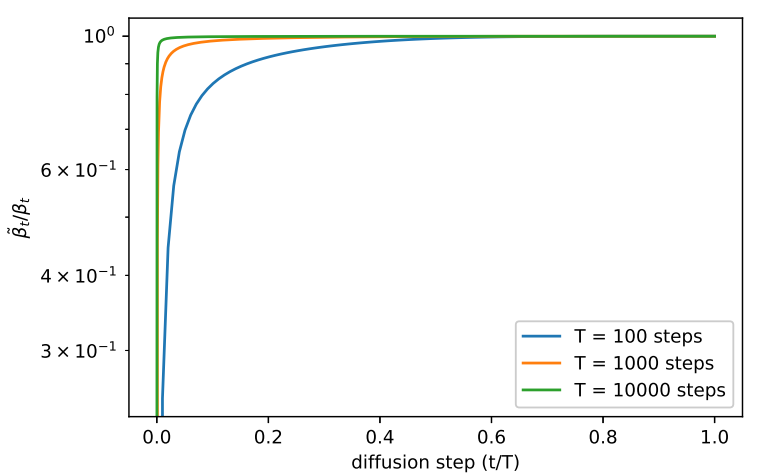 10⁰
6 × 10⁻¹
4 × 10⁻¹
3 × 10⁻¹
β̃ₜ/βₜ
T = 100 steps
T = 1000 steps
T = 10000 steps
0.0 0.2 0.4 0.6 0.8 1.0
diffusion step (t/T)